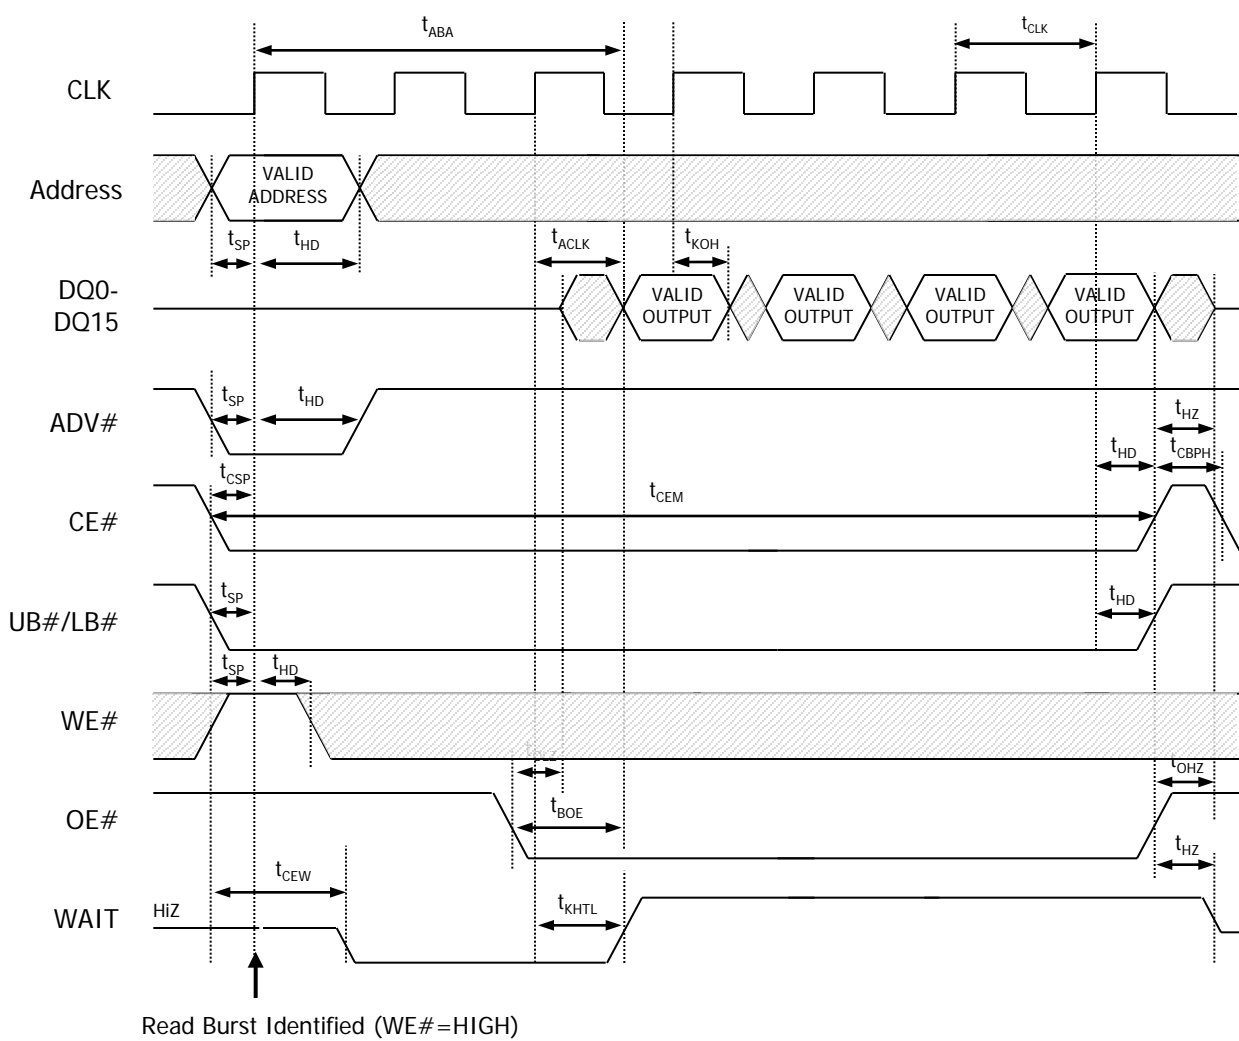 tABA
tCLK
CLK
Address
VALID
ADDRESS
tSP
tHD
tACLK
tKOH
DQ0-
DQ15
VALID
OUTPUT
VALID
OUTPUT
VALID
OUTPUT
VALID
OUTPUT
ADV#
tSP
tHD
tHZ
tHD
tCBPH
tCSP
CE#
tCEM
UB#/LB#
tSP
tHD
tSP
tHD
WE#
tOHZ
OE#
tBOE
tHZ
tCEW
WAIT
HiZ
tKHTL
Read Burst Identified (WE#=HIGH)